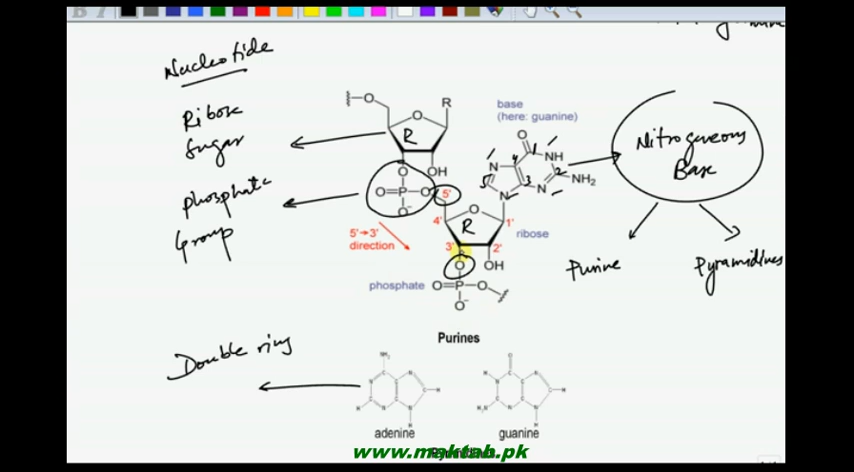 Nucleotide
Ribose
Sugar
phosphate
Group
base
(here: guanine)
O
R
O
R
OH
O
N
NH
N
N
NH2
O=P—O
O
O-
5'
4'
O
1'
R
ribose
3'
2'
5'→3'
direction
O
OH
phosphate
O=P—O
O-
Nitrogeneous
Base
Purine
Pyramidines
Purines
Double ring
adenine
guanine
www.maktab.pk